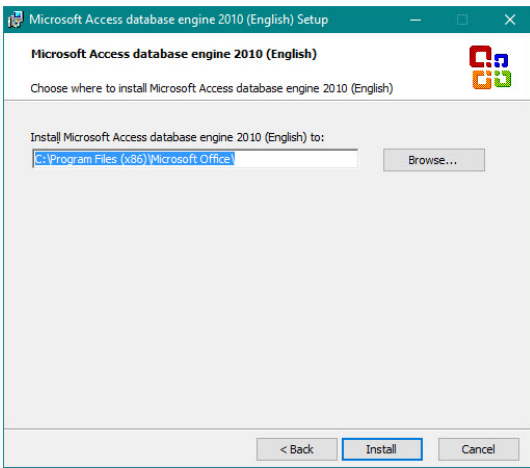 Microsoft Access database engine 2010 (English) Setup
Microsoft Access database engine 2010 (English)
Choose where to install Microsoft Access database engine 2010 (English)
Install Microsoft Access database engine 2010 (English) to:
C:\Program Files (x86)\Microsoft Office\
Browse...
< Back
Install
Cancel